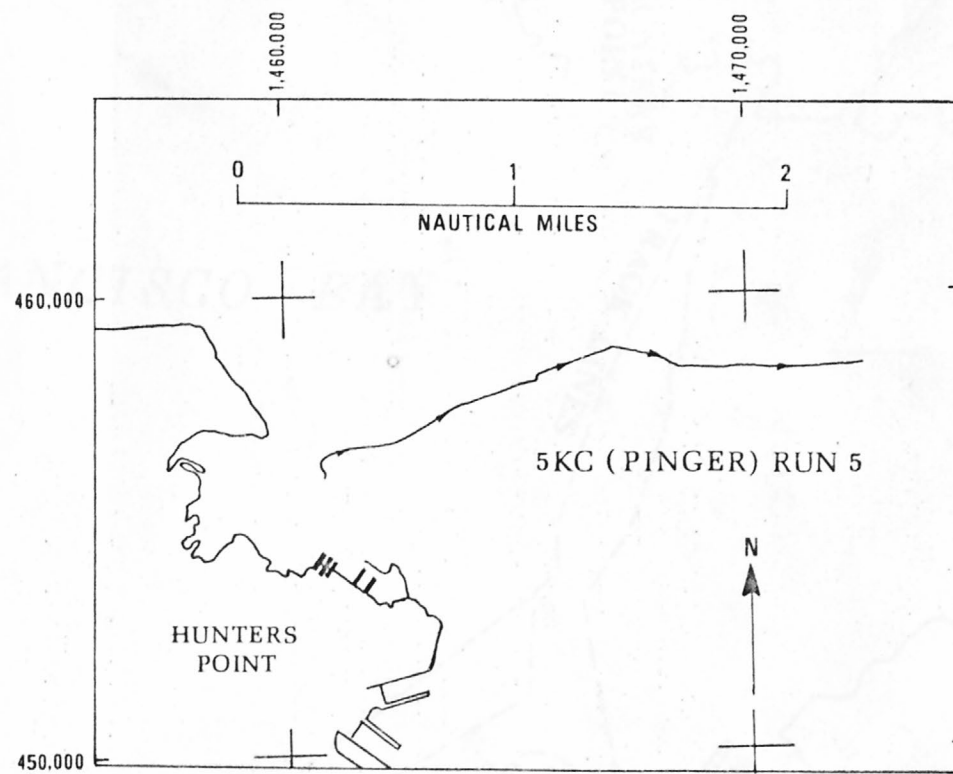 1,460,000
1,470,000
0 1 2
NAUTICAL MILES
460,000
5KC (PINGER) RUN 5
N
HUNTERS
POINT
450,000